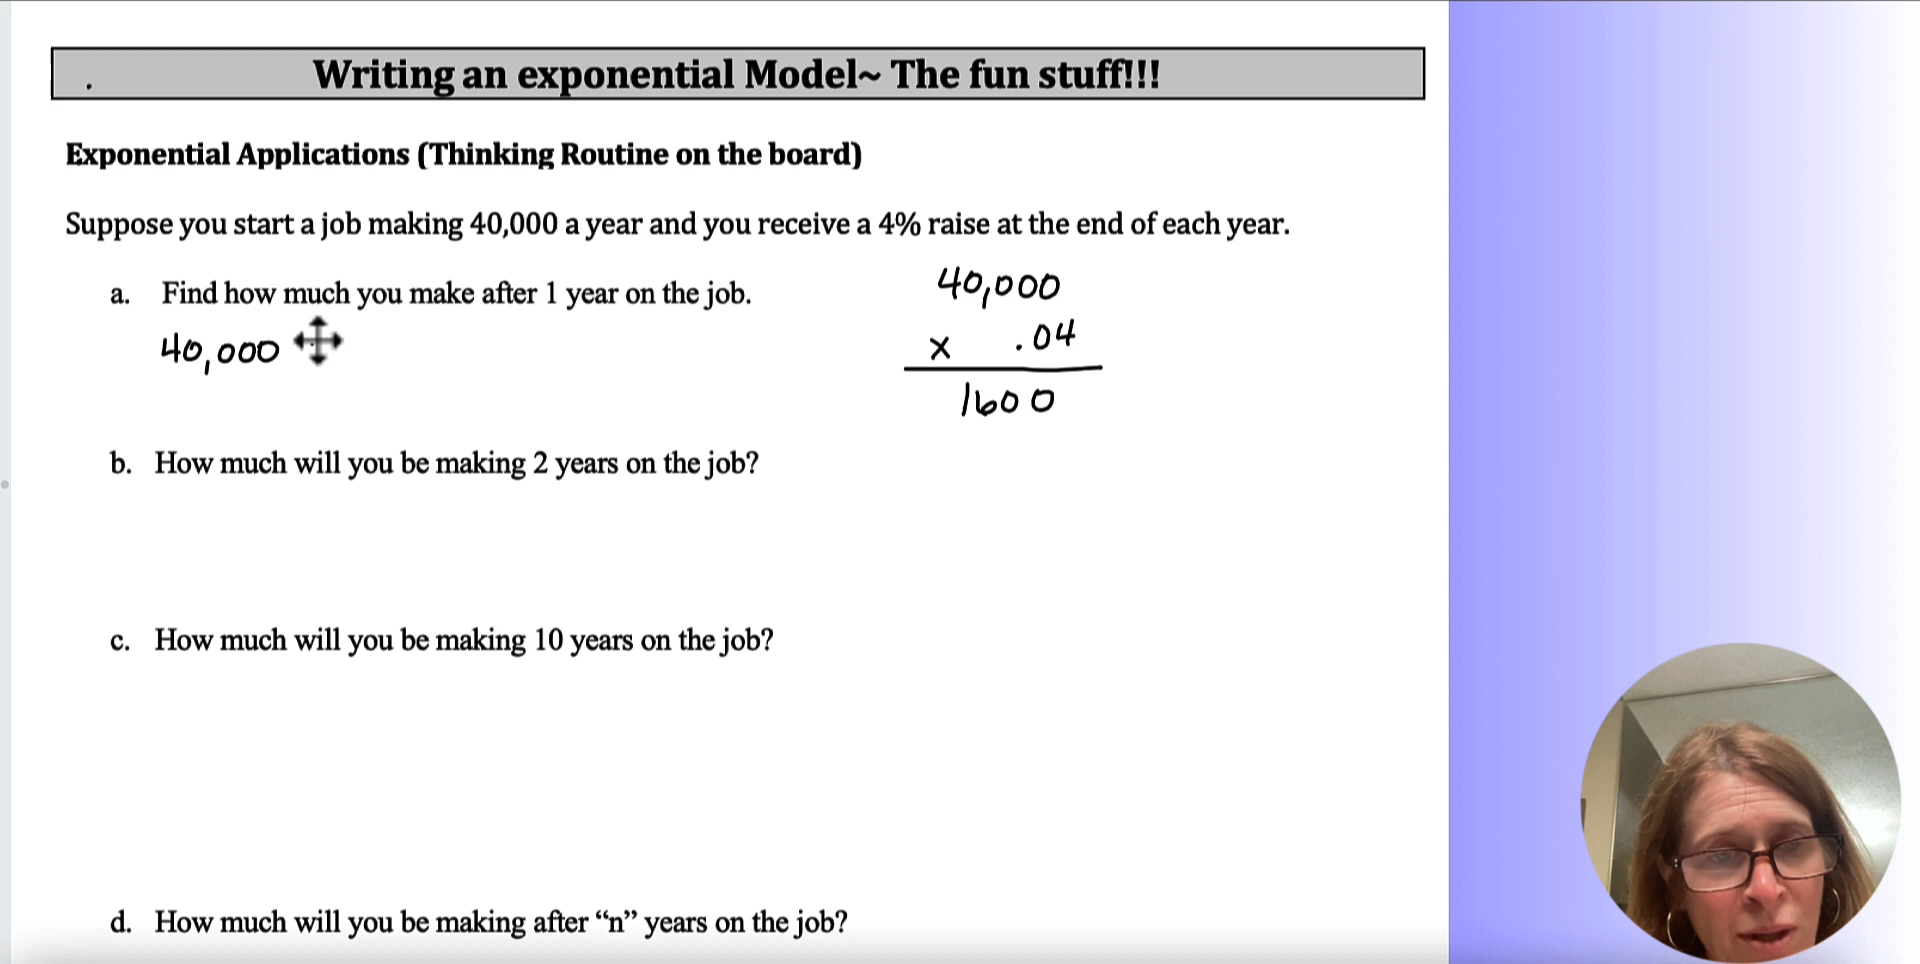 . Writing an exponential Model~ The fun stuff!!!
Exponential Applications (Thinking Routine on the board)
Suppose you start a job making 40,000 a year and you receive a 4% raise at the end of each year.
a. Find how much you make after 1 year on the job.
40,000
40,000
x .04
1600
b. How much will you be making 2 years on the job?
c. How much will you be making 10 years on the job?
d. How much will you be making after “n” years on the job?